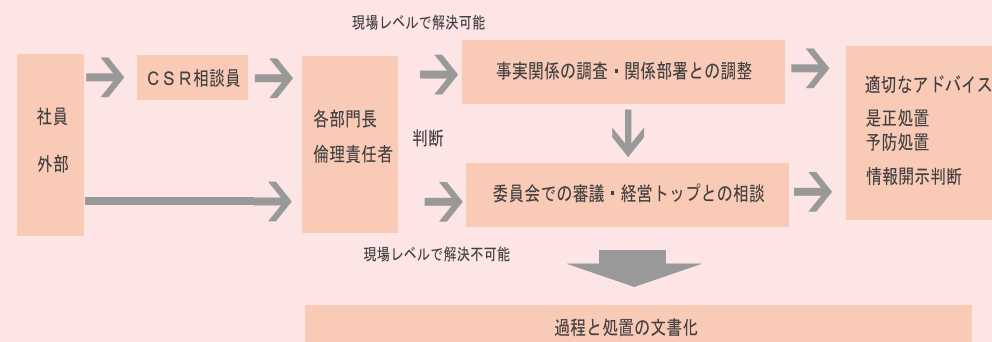 現場レベルで解決可能
社員
外部
ＣＳＲ相談員
各部門長
倫理責任者
判断
事実関係の調査・関係部署との調整
委員会での審議・経営トップとの相談
現場レベルで解決不可能
適切なアドバイス
是正処置
予防処置
情報開示判断
過程と処置の文書化